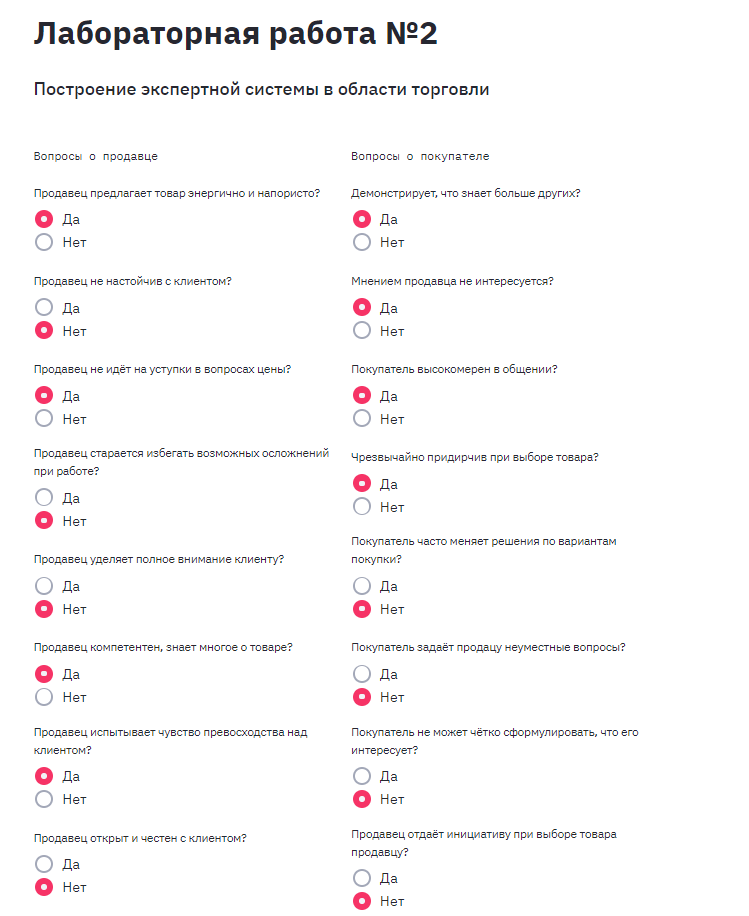 Лабораторная работа №2
Построение экспертной системы в области торговли
Вопросы о продавце
Продавец предлагает товар энергично и напористо?
Да
Нет
Продавец не настойчив с клиентом?
Да
Нет
Продавец не идёт на уступки в вопросах цены?
Да
Нет
Продавец старается избегать возможных осложнений
при работе?
Да
Нет
Продавец уделяет полное внимание клиенту?
Да
Нет
Продавец компетентен, знает многое о товаре?
Да
Нет
Продавец испытывает чувство превосходства над
клиентом?
Да
Нет
Продавец открыт и честен с клиентом?
Да
Нет
Вопросы о покупателе
Демонстрирует, что знает больше других?
Да
Нет
Мнением продавца не интересуется?
Да
Нет
Покупатель высокомерен в общении?
Да
Нет
Чрезвычайно придирчив при выборе товара?
Да
Нет
Покупатель часто меняет решения по вариантам
покупки?
Да
Нет
Покупатель задаёт продацу неуместные вопросы?
Да
Нет
Покупатель не может чётко сформулировать, что его
интересует?
Да
Нет
Продавец отдаёт инициативу при выборе товара
продавцу?
Да
Нет